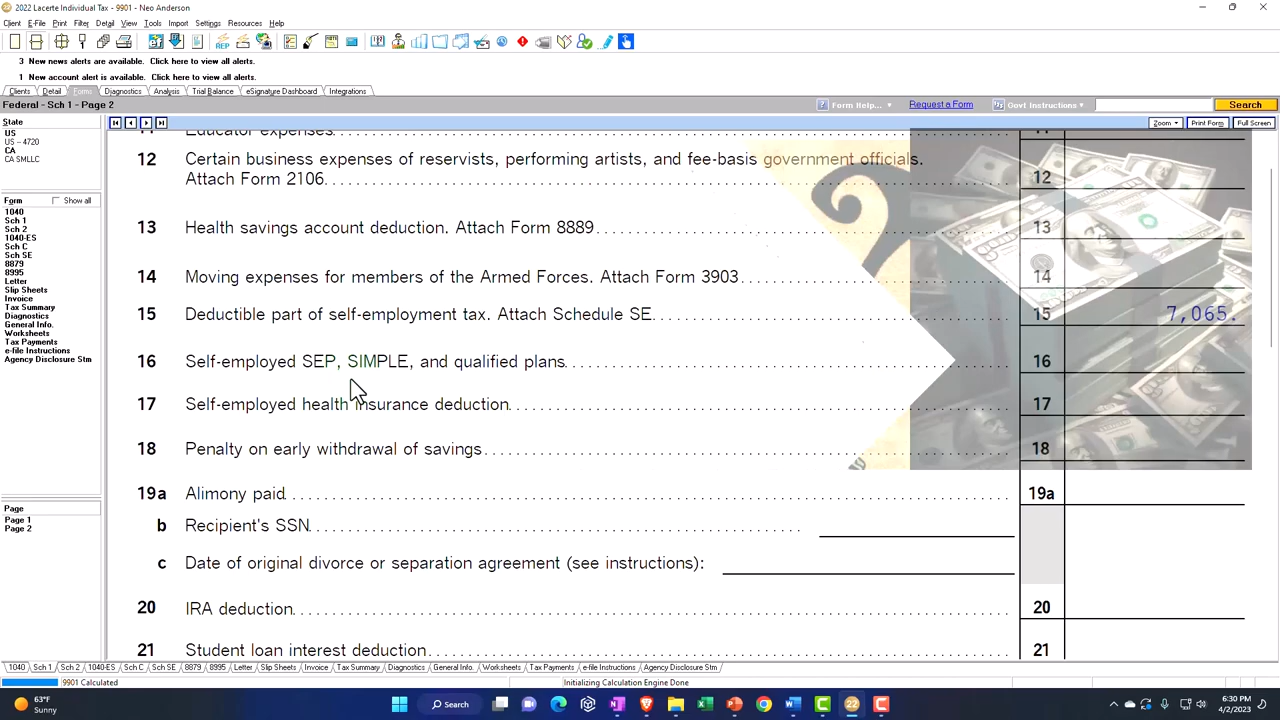 2022 Lacerte Individual Tax - 9901 - Neo Anderson
Client E-File Print Filter Detail View Tools Import Settings Resources Help
REP
3 New news alerts are available. Click here to view all alerts.
1 New account alert is available. Click here to view all alerts.
Clients Detail Forms Diagnostics Analysis Trial Balance eSignature Dashboard Integrations
Federal - Sch 1 - Page 2 Form Help... Request a Form Govt Instructions Search
State Zoom Print Form Full Screen
US
US - 4720
CA
CA SMLLC
Form Show all
1040
Sch 1
Sch 2
1040-ES
Sch C
Sch SE
8879
8995
Letter
Slip Sheets
Invoice
Tax Summary
Diagnostics
General Info.
Worksheets
Tax Payments
e-file Instructions
Agency Disclosure Stm
Page
Page 1
Page 2
11 Educator expenses 11
12 Certain business expenses of reservists, performing artists, and fee-basis government officials.
Attach Form 2106 12
13 Health savings account deduction. Attach Form 8889 13
14 Moving expenses for members of the Armed Forces. Attach Form 3903 14
15 Deductible part of self-employment tax. Attach Schedule SE 15 7,065.
16 Self-employed SEP, SIMPLE, and qualified plans 16
17 Self-employed health insurance deduction 17
18 Penalty on early withdrawal of savings 18
19a Alimony paid 19a
b Recipient's SSN
c Date of original divorce or separation agreement (see instructions):
20 IRA deduction 20
21 Student loan interest deduction 21
1040 Sch 1 Sch 2 1040-ES Sch C Sch SE 8879 8995 Letter Slip Sheets Invoice Tax Summary Diagnostics General Info. Worksheets Tax Payments e-file Instructions Agency Disclosure Stm
9901 Calculated Initializing Calculation Engine Done
63°F
Sunny
Search
6:30 PM
4/2/2023